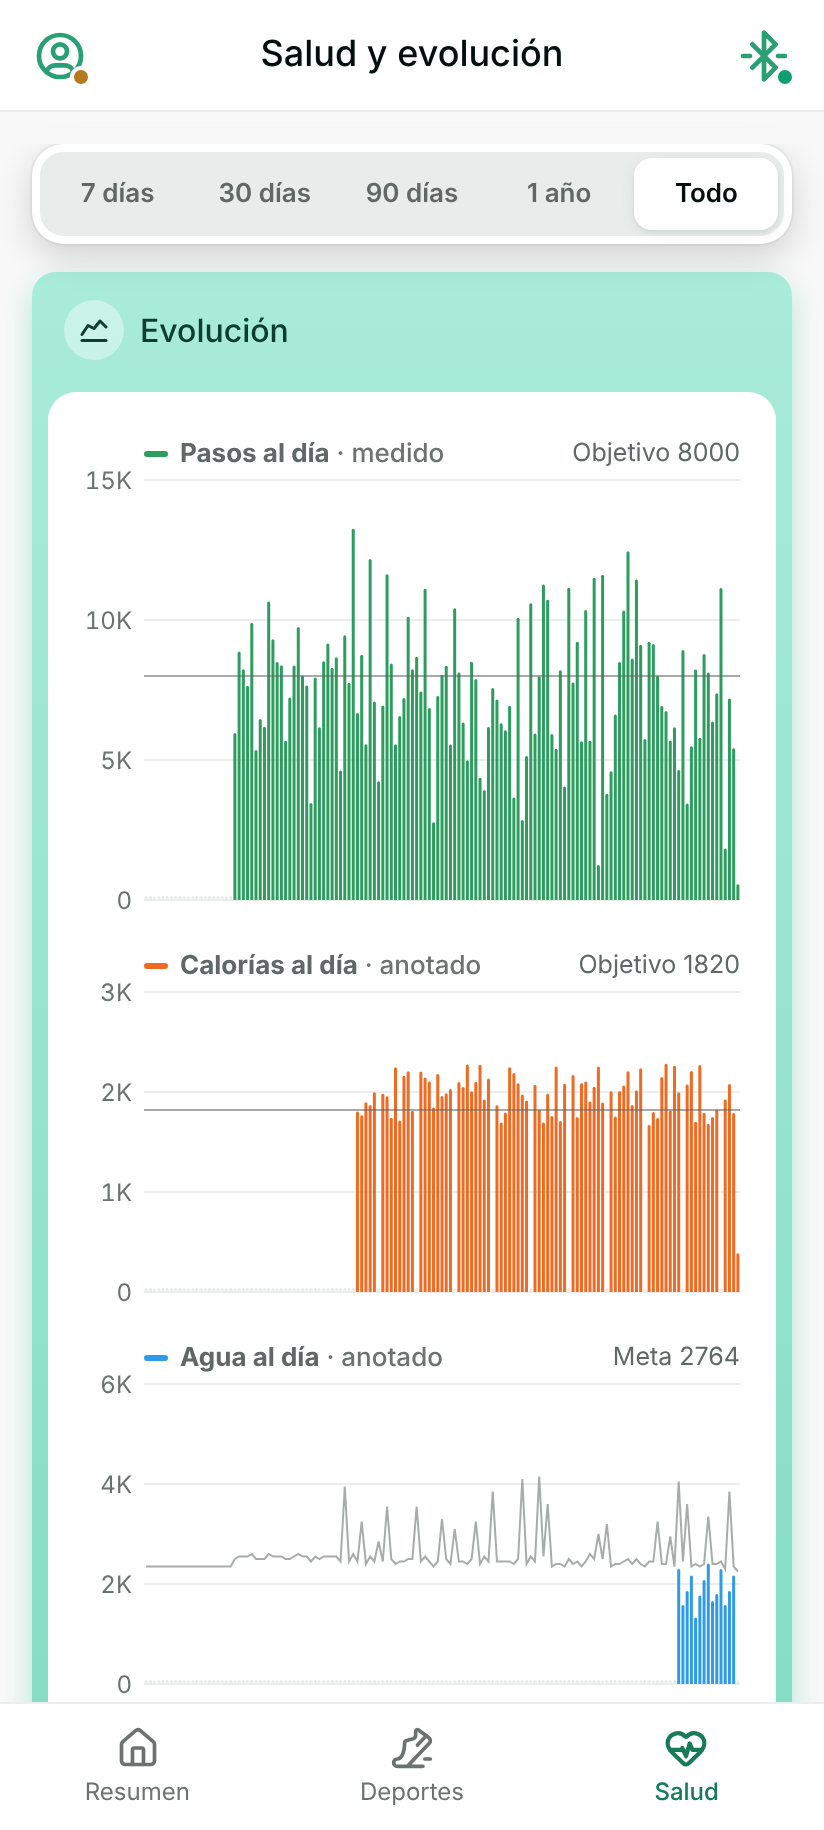 Salud y evolución
7 días 30 días 90 días 1 año Todo
Evolución
Pasos al día · medido Objetivo 8000
15K
10K
5K
0
Calorías al día · anotado Objetivo 1820
3K
2K
1K
0
Agua al día · anotado Meta 2764
6K
4K
2K
0
Resumen Deportes Salud